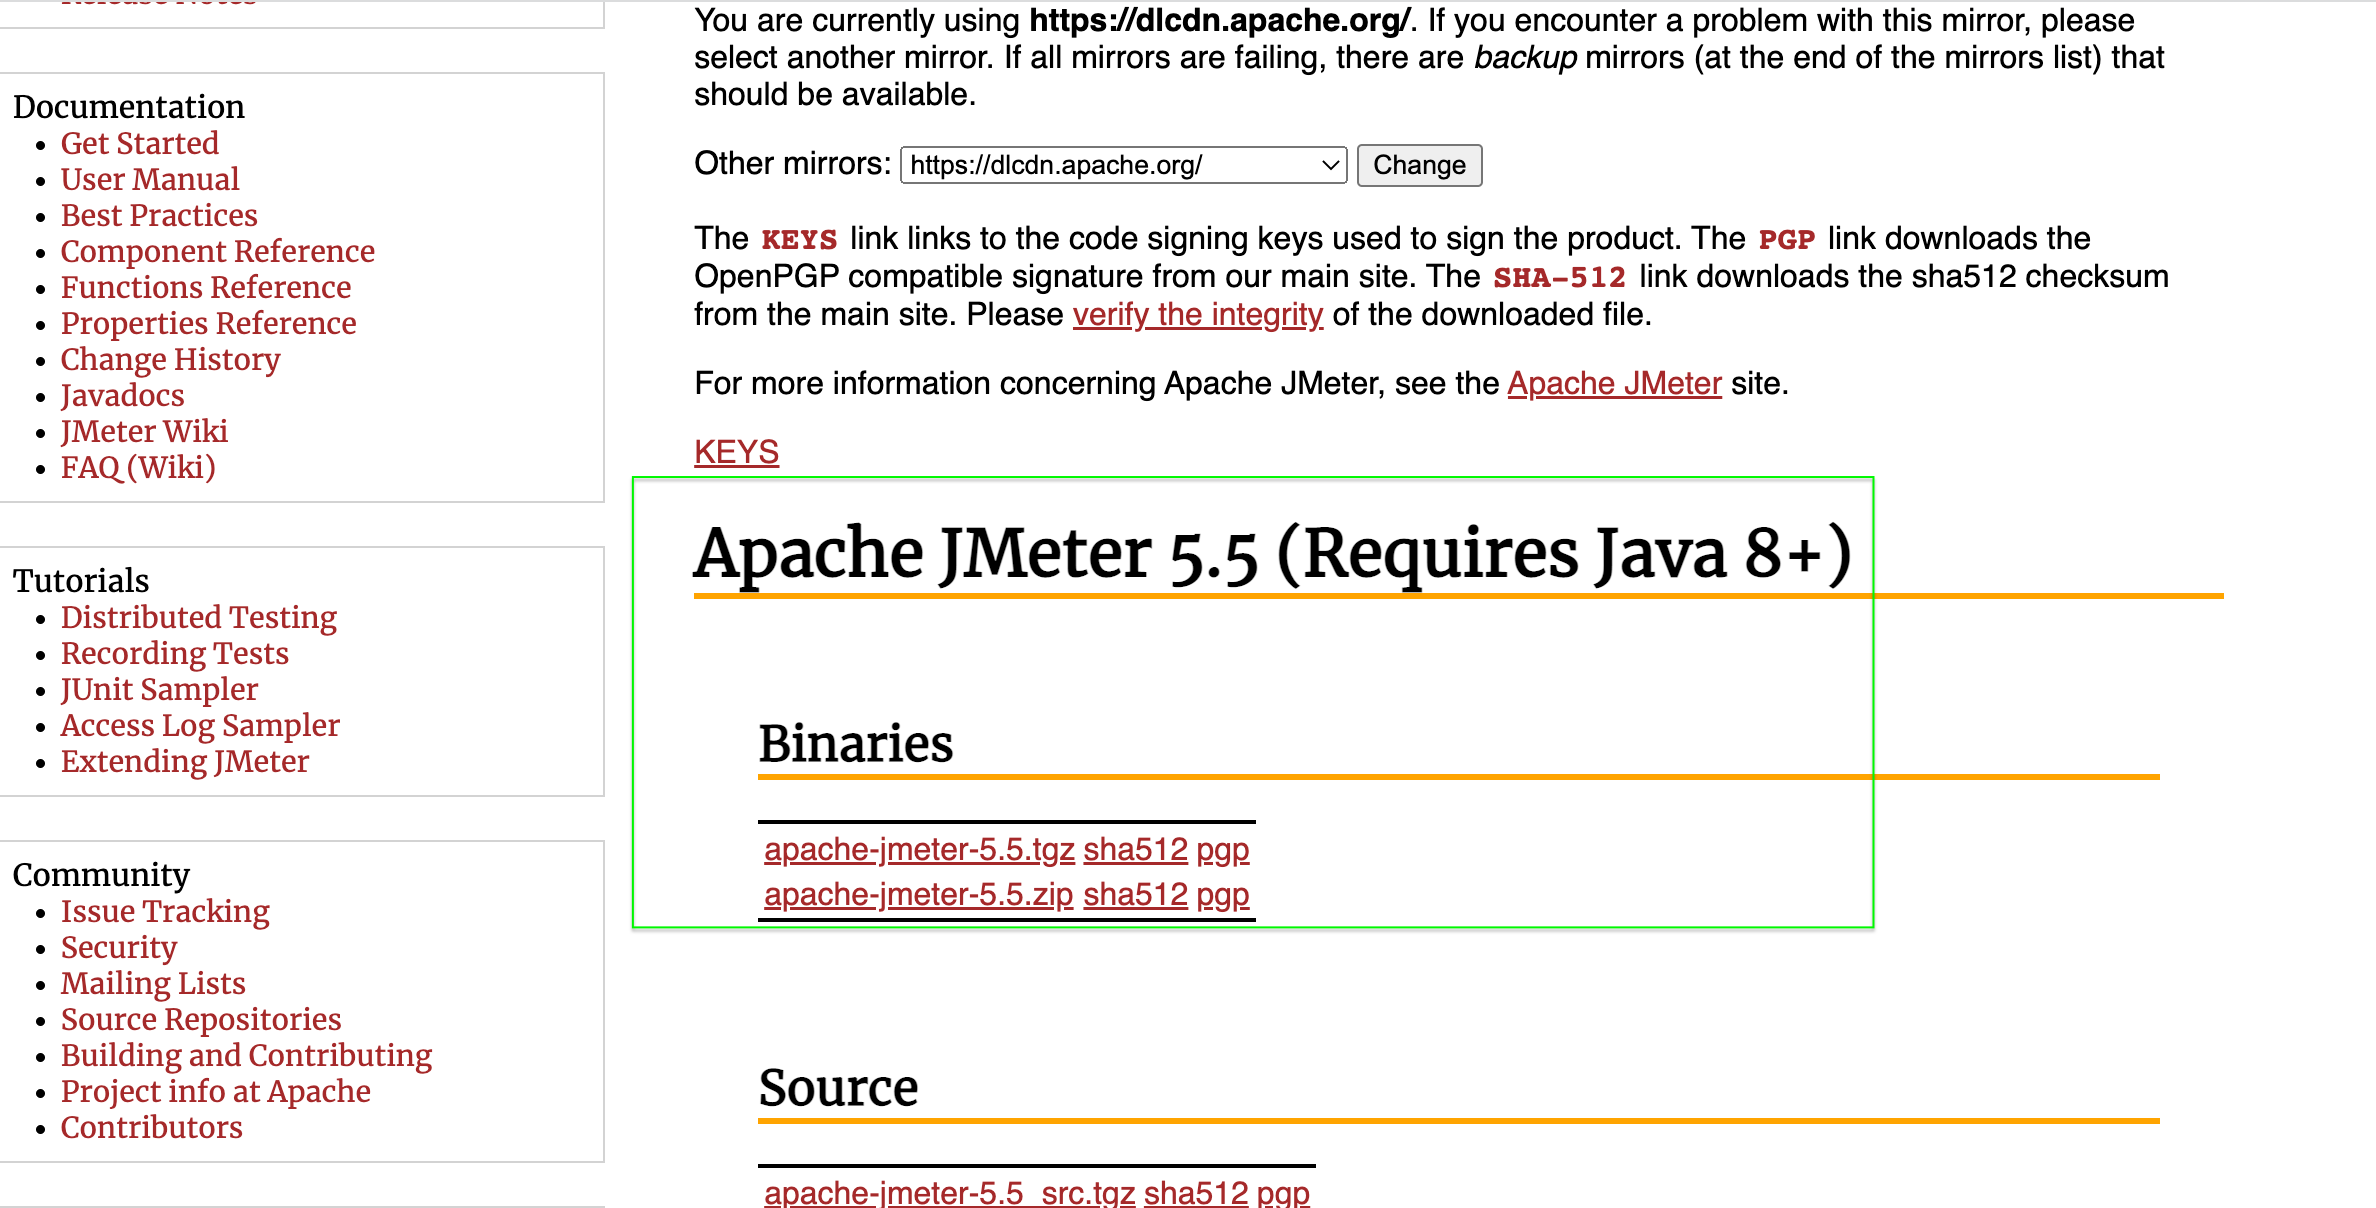 Release Notes
Documentation
Get Started
User Manual
Best Practices
Component Reference
Functions Reference
Properties Reference
Change History
Javadocs
JMeter Wiki
FAQ (Wiki)
Tutorials
Distributed Testing
Recording Tests
JUnit Sampler
Access Log Sampler
Extending JMeter
Community
Issue Tracking
Security
Mailing Lists
Source Repositories
Building and Contributing
Project info at Apache
Contributors
You are currently using https://dlcdn.apache.org/. If you encounter a problem with this mirror, please
select another mirror. If all mirrors are failing, there are backup mirrors (at the end of the mirrors list) that
should be available.
Other mirrors: https://dlcdn.apache.org/ Change
The KEYS link links to the code signing keys used to sign the product. The PGP link downloads the
OpenPGP compatible signature from our main site. The SHA-512 link downloads the sha512 checksum
from the main site. Please verify the integrity of the downloaded file.
For more information concerning Apache JMeter, see the Apache JMeter site.
KEYS
Apache JMeter 5.5 (Requires Java 8+)
Binaries
apache-jmeter-5.5.tgz sha512 pgp
apache-jmeter-5.5.zip sha512 pgp
Source
apache-jmeter-5.5_src.tgz sha512 pgp